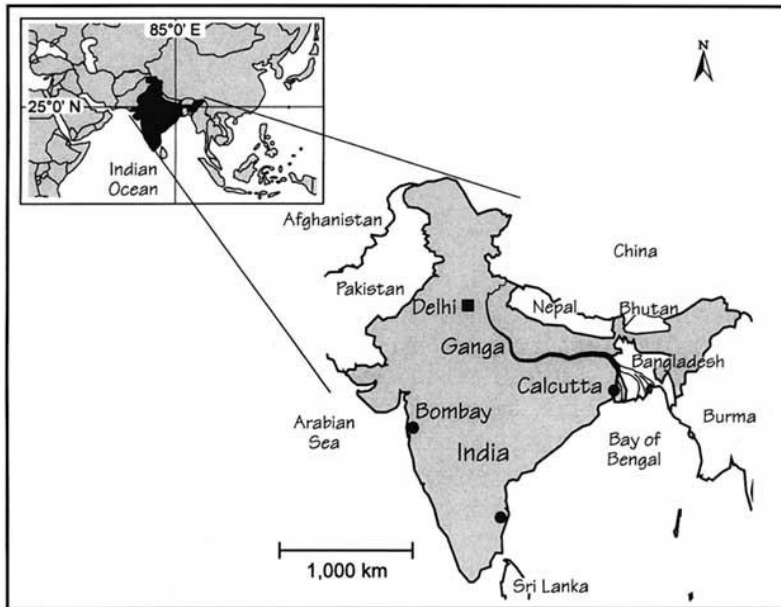 85°0' E
25°0' N
Indian
Ocean
N
Afghanistan
China
Pakistan
Delhi
Nepal
Bhutan
Ganga
Bangladesh
Calcutta
Arabian
Sea
Bombay
Burma
India
Bay of
Bengal
1,000 km
Sri Lanka